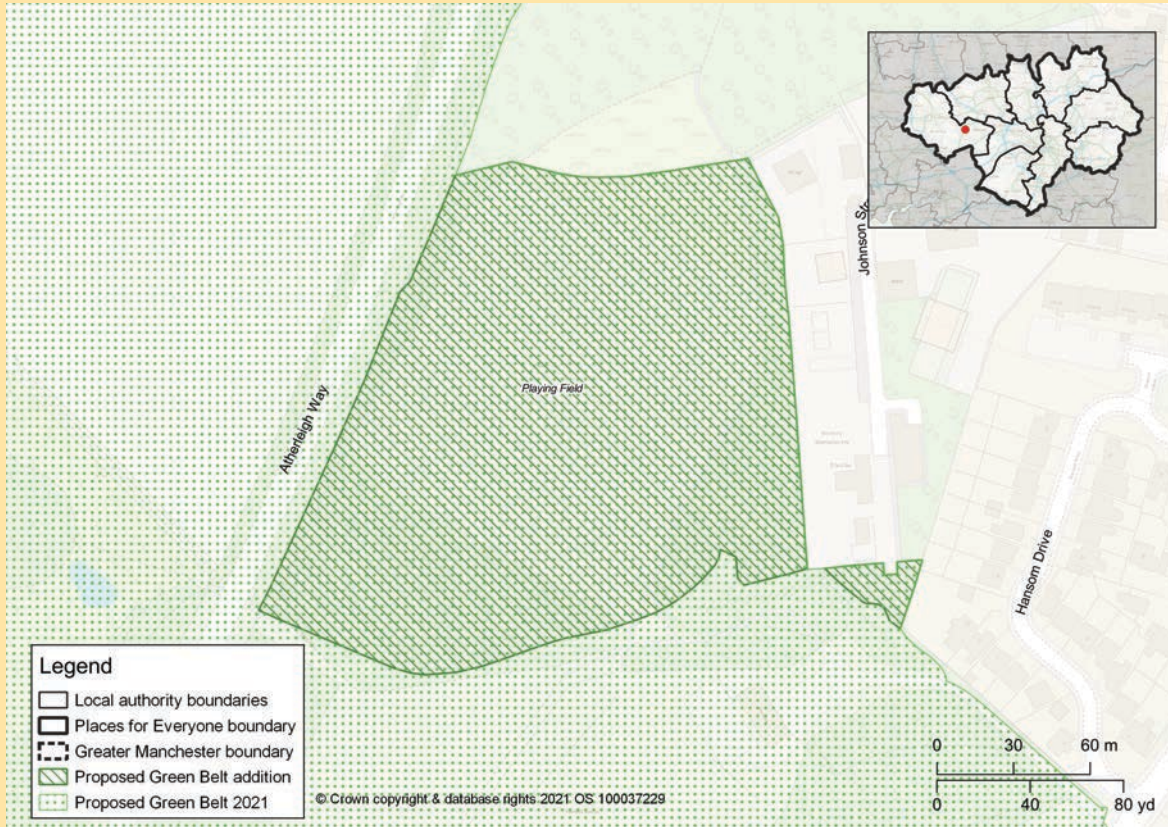 Johnson St
Playing Field
Atherleigh Way
Hansom Drive
Legend
Local authority boundaries
Places for Everyone boundary
Greater Manchester boundary
Proposed Green Belt addition
Proposed Green Belt 2021
© Crown copyright & database rights 2021 OS 100037229
0 30 60 m
0 40 80 yd